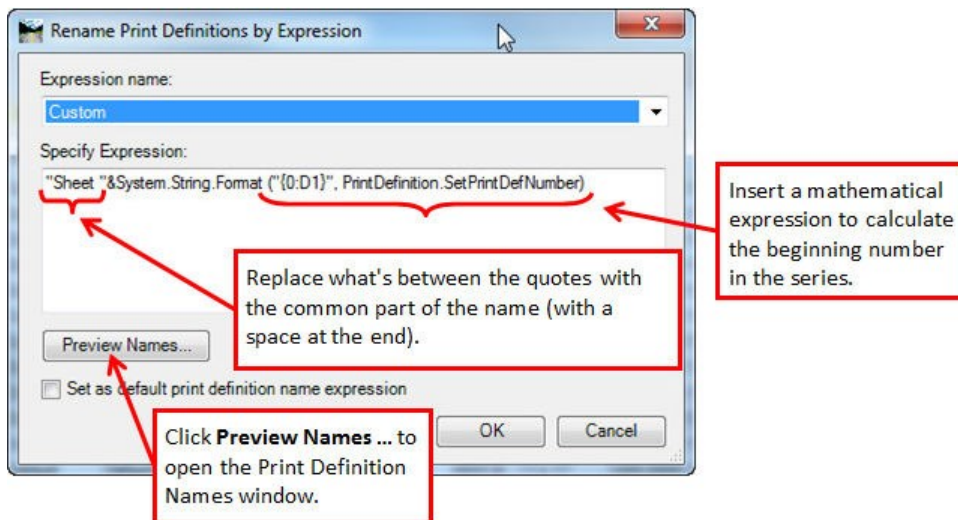 Rename Print Definitions by Expression
Expression name:
Custom
Specify Expression:
"Sheet "&System.String.Format ("{0:D1}", PrintDefinition.SetPrintDefNumber)
Insert a mathematical
expression to calculate
the beginning number
in the series.
Replace what's between the quotes with
the common part of the name (with a
space at the end).
Preview Names...
Set as default print definition name expression
Click Preview Names ... to
open the Print Definition
Names window.
OK
Cancel